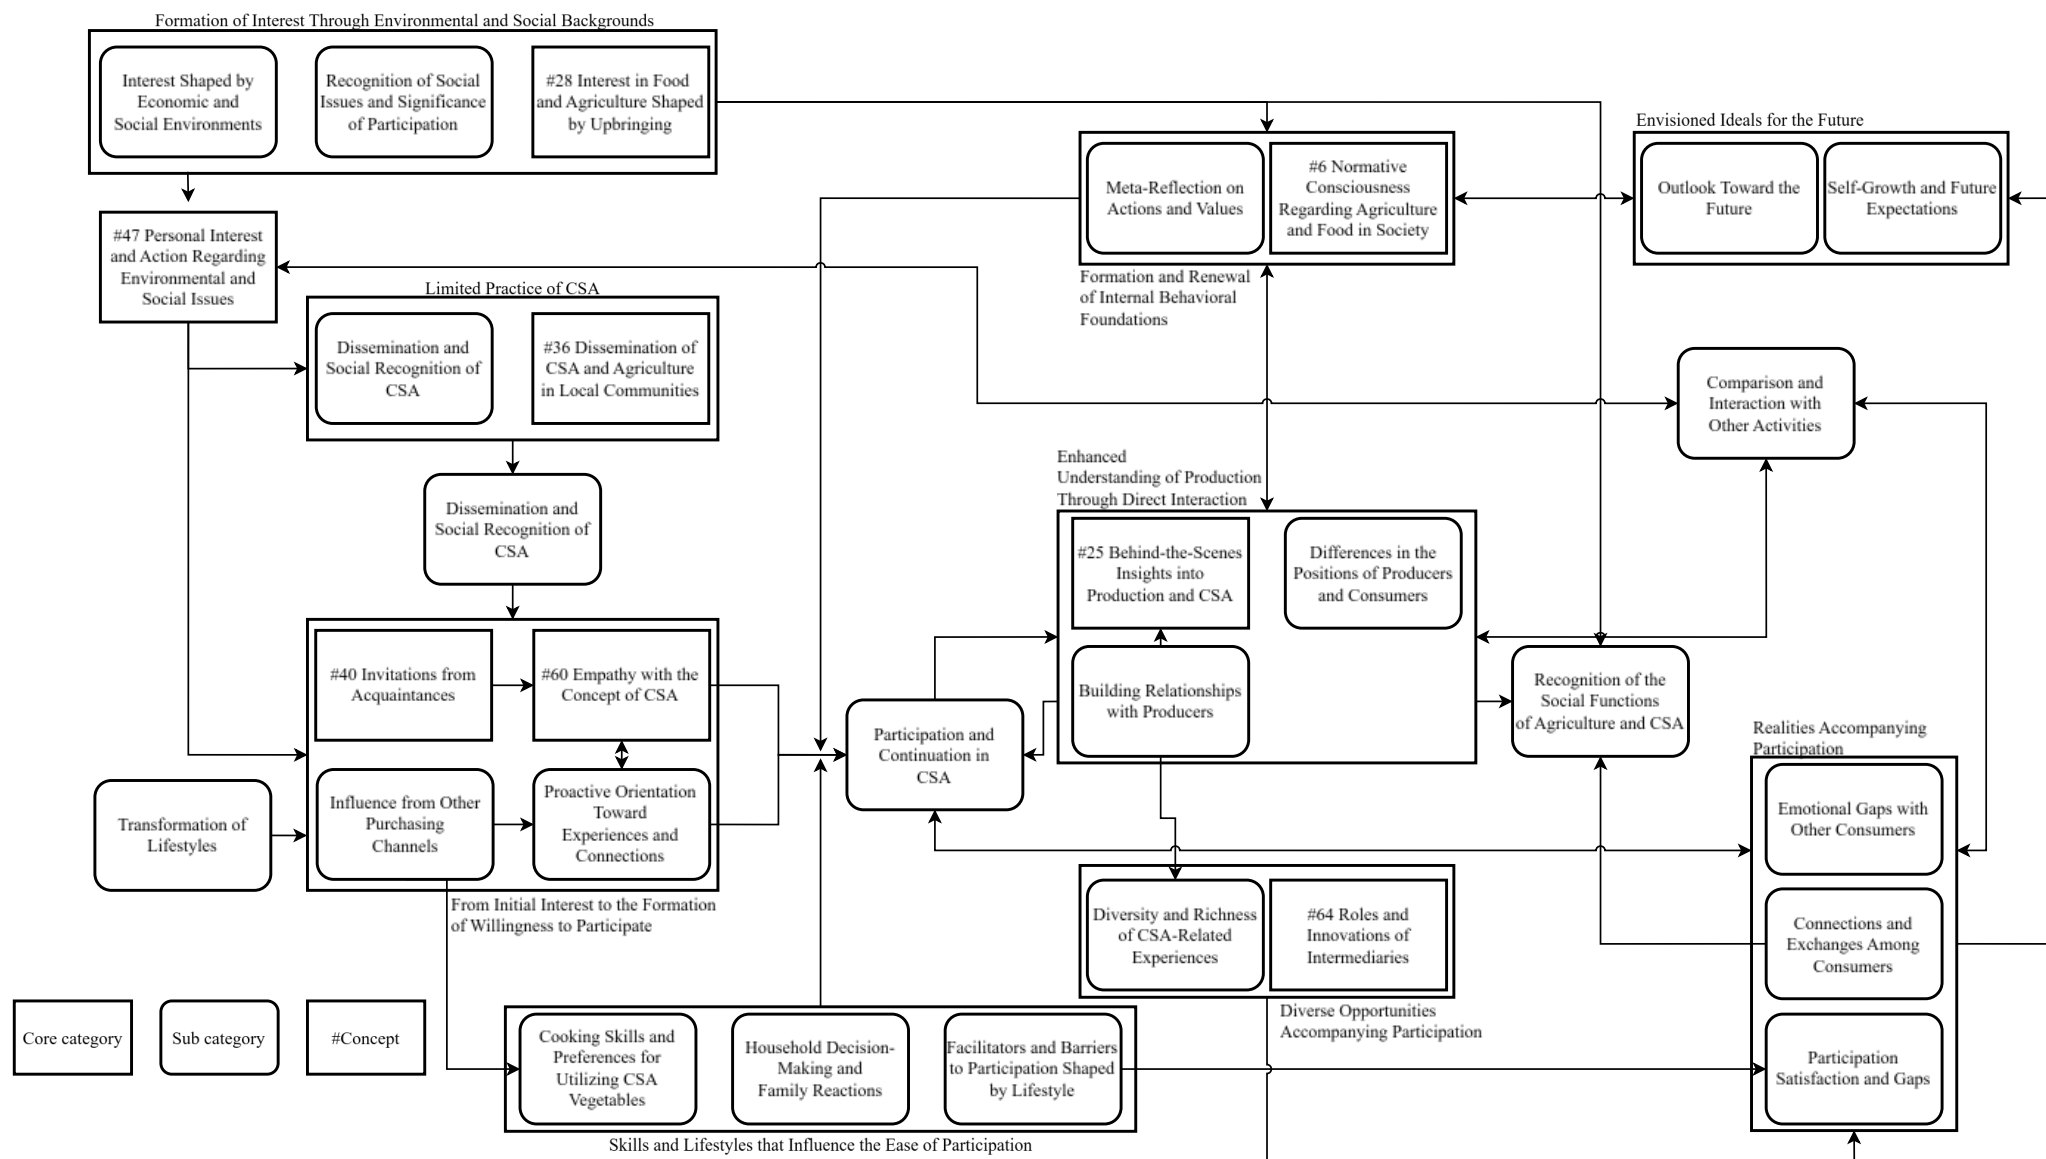 Formation of Interest Through Environmental and Social Backgrounds
Interest Shaped by
Economic and
Social Environments
Recognition of Social
Issues and Significance
of Participation
#28 Interest in Food
and Agriculture Shaped
by Upbringing
#47 Personal Interest
and Action Regarding
Environmental and
Social Issues
Limited Practice of CSA
Dissemination and
Social Recognition of
CSA
#36 Dissemination of
CSA and Agriculture
in Local Communities
Dissemination and
Social Recognition of
CSA
#40 Invitations from
Acquaintances
#60 Empathy with the
Concept of CSA
Influence from Other
Purchasing
Channels
Proactive Orientation
Toward
Experiences and
Connections
Transformation of
Lifestyles
From Initial Interest to the Formation
of Willingness to Participate
Meta-Reflection on
Actions and Values
#6 Normative
Consciousness
Regarding Agriculture
and Food in Society
Formation and Renewal
of Internal Behavioral
Foundations
Envisioned Ideals for the Future
Outlook Toward the
Future
Self-Growth and Future
Expectations
Comparison and
Interaction with
Other Activities
Enhanced
Understanding of Production
Through Direct Interaction
#25 Behind-the-Scenes
Insights into
Production and CSA
Differences in the
Positions of Producers
and Consumers
Building Relationships
with Producers
Participation and
Continuation in
CSA
Recognition of the
Social Functions
of Agriculture and CSA
Realities Accompanying
Participation
Emotional Gaps with
Other Consumers
Connections and
Exchanges Among
Consumers
Participation
Satisfaction and Gaps
Diversity and Richness
of CSA-Related
Experiences
#64 Roles and
Innovations of
Intermediaries
Diverse Opportunities
Accompanying Participation
Core category
Sub category
#Concept
Cooking Skills and
Preferences for
Utilizing CSA
Vegetables
Household Decision-
Making and
Family Reactions
Facilitators and Barriers
to Participation Shaped
by Lifestyle
Skills and Lifestyles that Influence the Ease of Participation